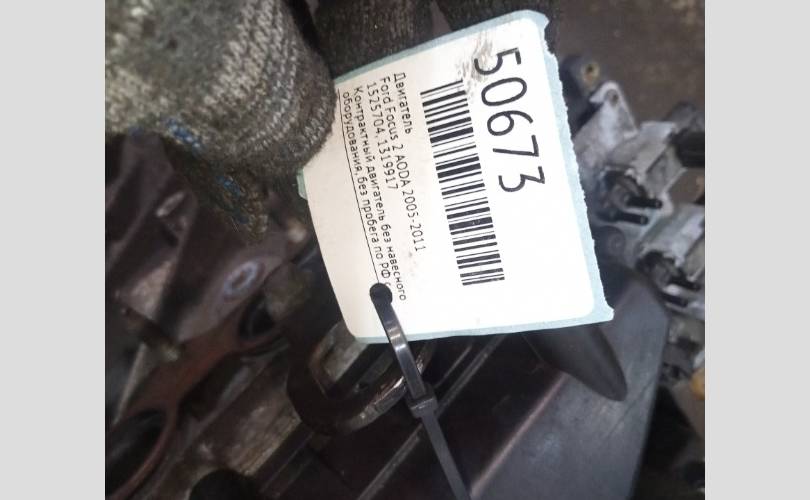 50673
Двигатель
Ford Focus 2 AODA 2005-2011
1525704,1319917
Контрактный двигатель без навесного
оборудования, без пробега по РФ с